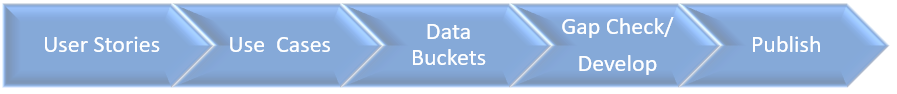 User Stories
Use Cases
Data
Buckets
Gap Check/
Develop
Publish